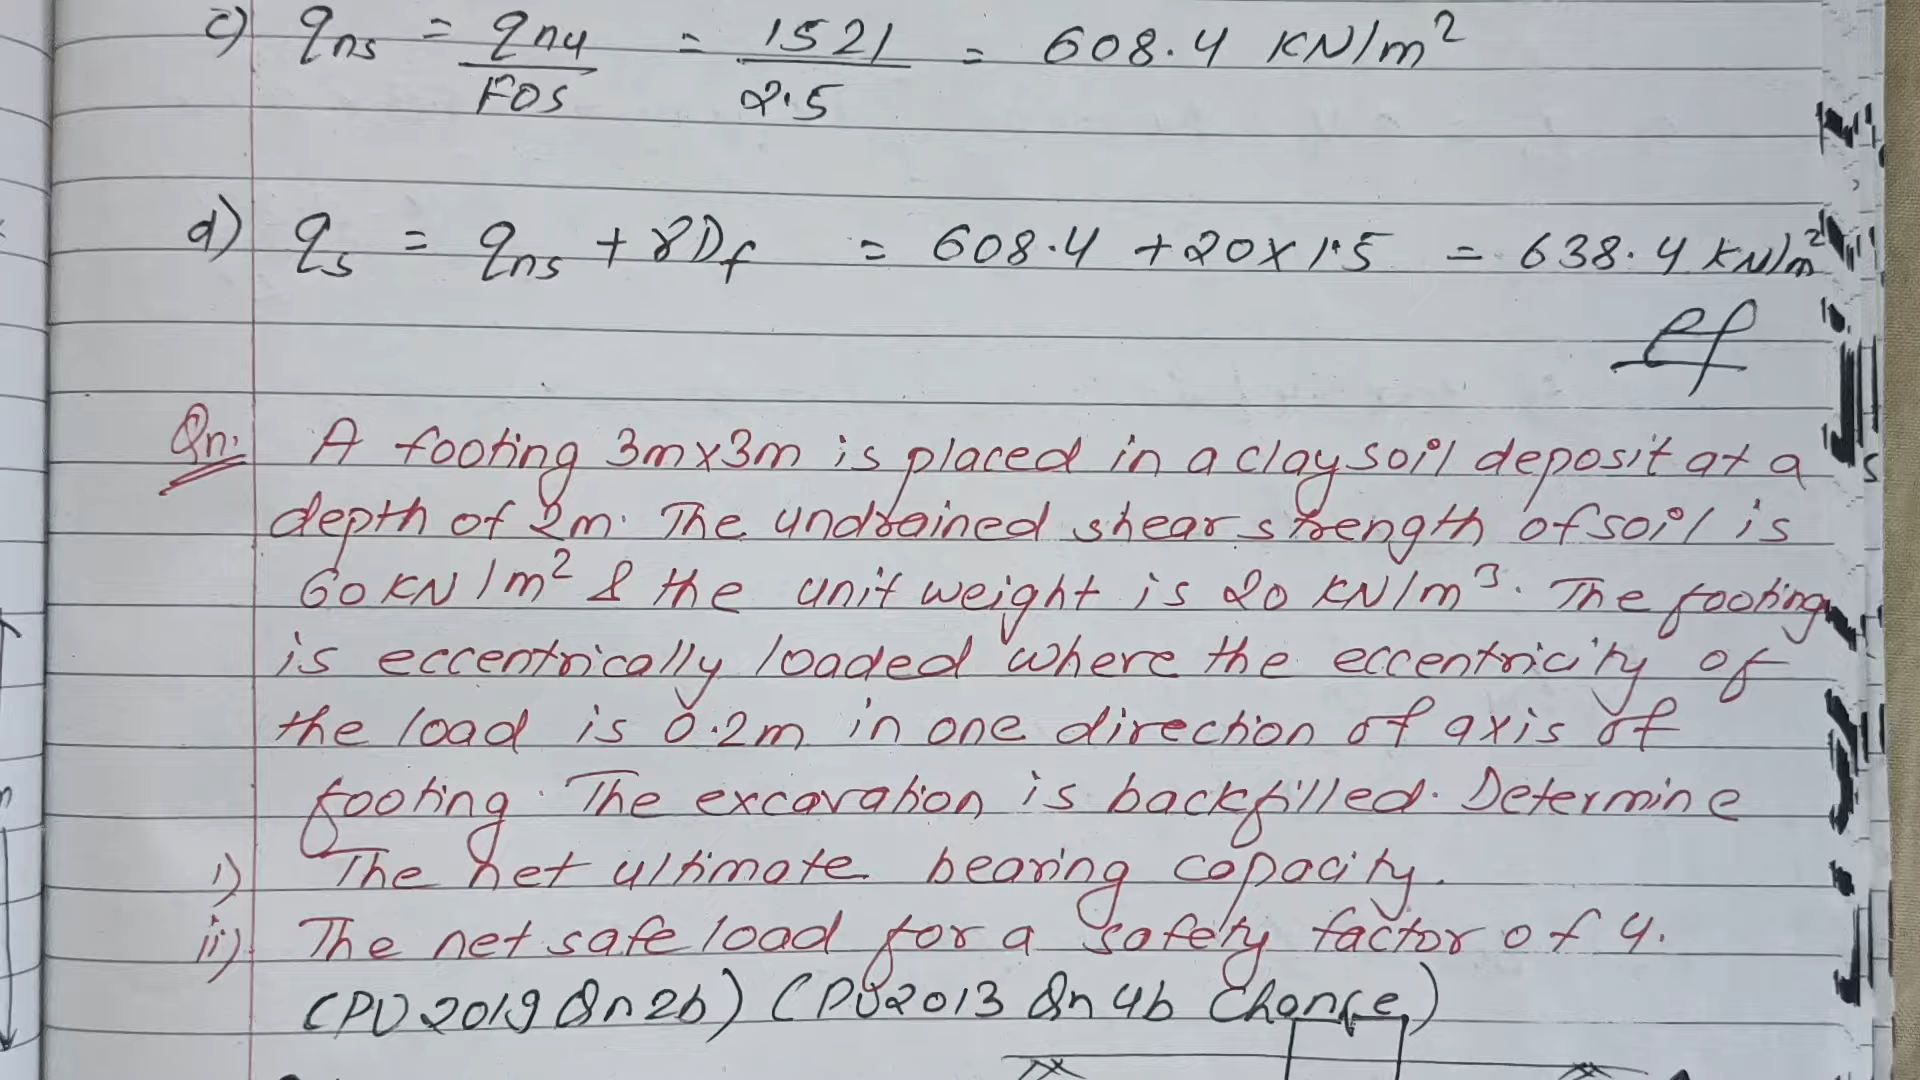 c) qns = qnu/FOS = 1521/2.5 = 608.4 KN/m²
d) qs = qns + γDf = 608.4 + 20 x 1.5 = 638.4 KN/m²
Qn. A footing 3mx3m is placed in a clay soil deposit at a
depth of 2m. The undrained shear strength of soil is
60 KN/m² & the unit weight is 20 KN/m³. The footing
is eccentrically loaded where the eccentricity of
the load is 0.2m in one direction of axis of
footing. The excavation is backfilled. Determine
i) The net ultimate bearing capacity.
ii) The net safe load for a safety factor of 4.
(PU 2019 Qn 2b) (PU 2013 Qn 4b Chance)